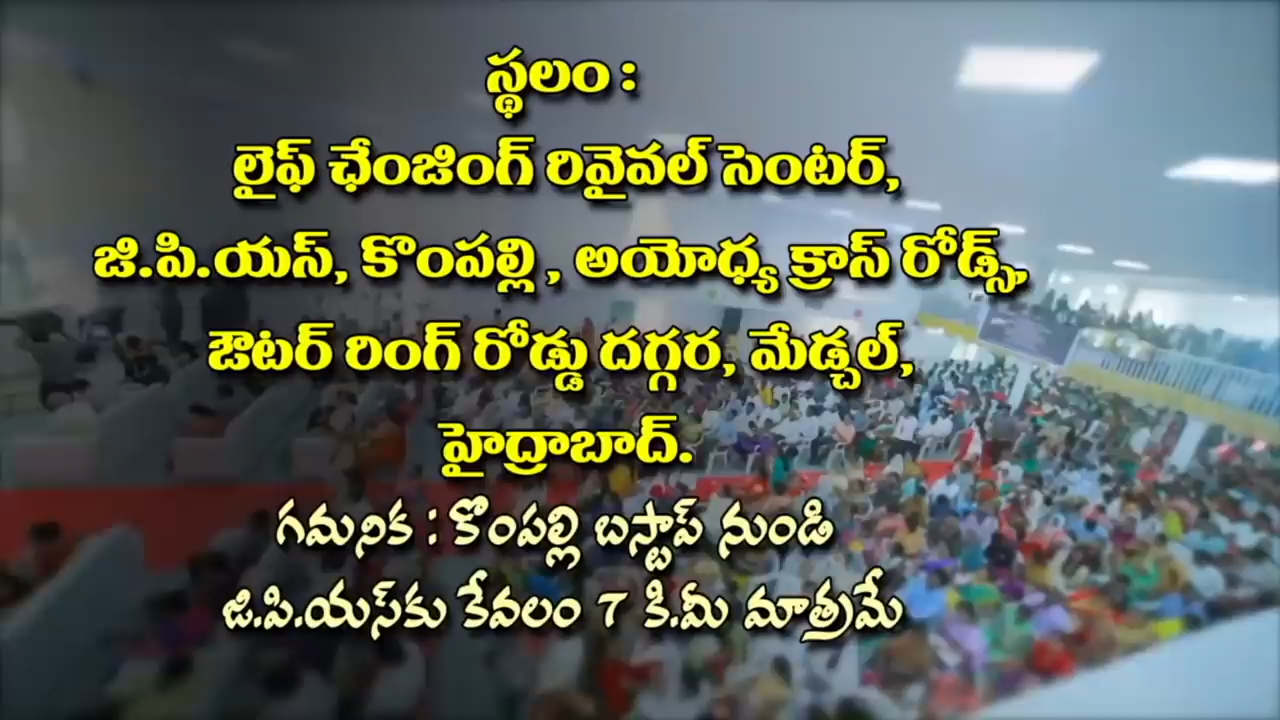 స్థలం :
లైఫ్ ఛేంజింగ్ రివైవల్ సెంటర్,
జి.పి.యస్, కొంపల్లి, అయోధ్య క్రాస్ రోడ్స్,
ఔటర్ రింగ్ రోడ్డు దగ్గర, మేడ్చల్,
హైద్రాబాద్.
గమనిక : కొంపల్లి బస్టాప్ నుండి
జి.పి.యస్‌కు కేవలం 7 కి.మీ మాత్రమే